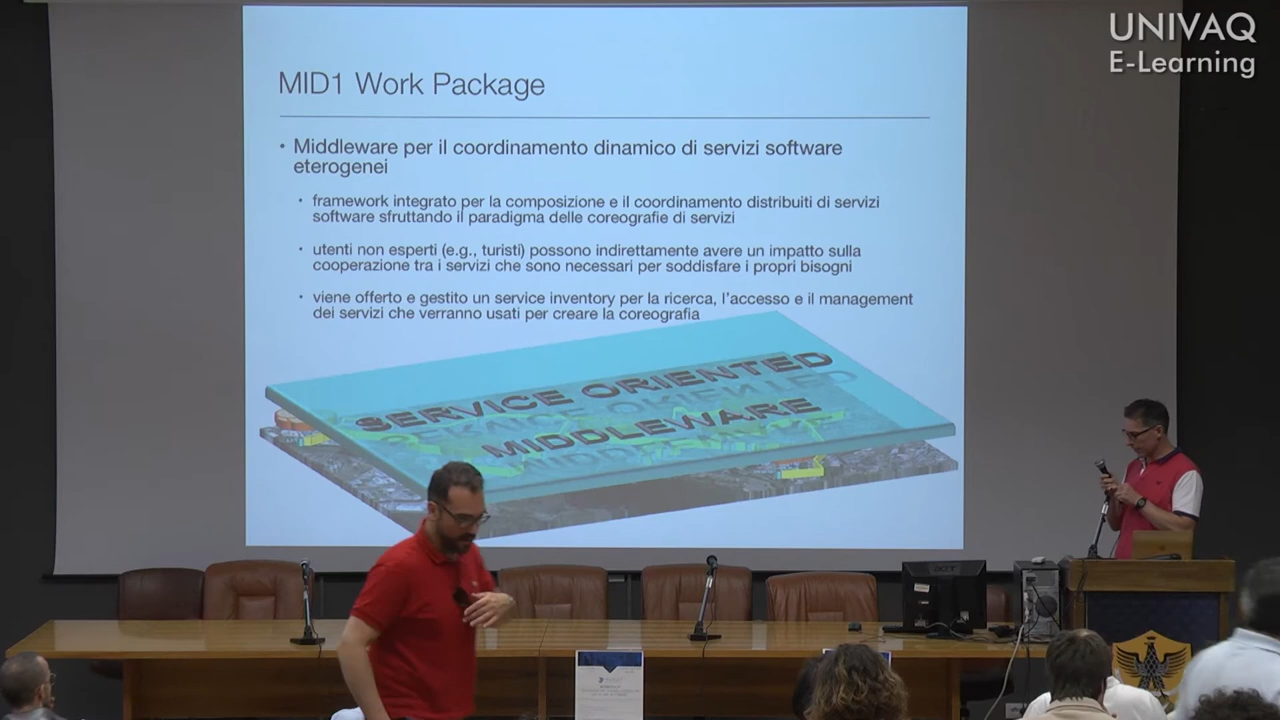 UNIVAQ
E-Learning
MID1 Work Package
• Middleware per il coordinamento dinamico di servizi software
eterogenei
• framework integrato per la composizione e il coordinamento distribuiti di servizi
software sfruttando il paradigma delle coreografie di servizi
• utenti non esperti (e.g., turisti) possono indirettamente avere un impatto sulla
cooperazione tra i servizi che sono necessari per soddisfare i propri bisogni
• viene offerto e gestito un service inventory per la ricerca, l'accesso e il management
dei servizi che verranno usati per creare la coreografia
SERVICE ORIENTED
MIDDLEWARE
acer